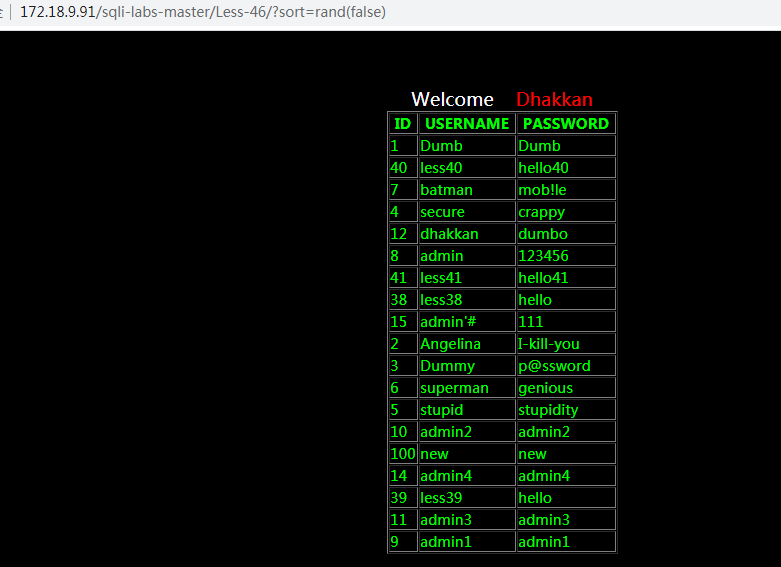 172.18.9.91/sqli-labs-master/Less-46/?sort=rand(false)
Welcome Dhakkan
ID USERNAME PASSWORD
1 Dumb Dumb
40 less40 hello40
7 batman mob!le
4 secure crappy
12 dhakkan dumbo
8 admin 123456
41 less41 hello41
38 less38 hello
15 admin'# 111
2 Angelina I-kill-you
3 Dummy p@ssword
6 superman genious
5 stupid stupidity
10 admin2 admin2
100 new new
14 admin4 admin4
39 less39 hello
11 admin3 admin3
9 admin1 admin1